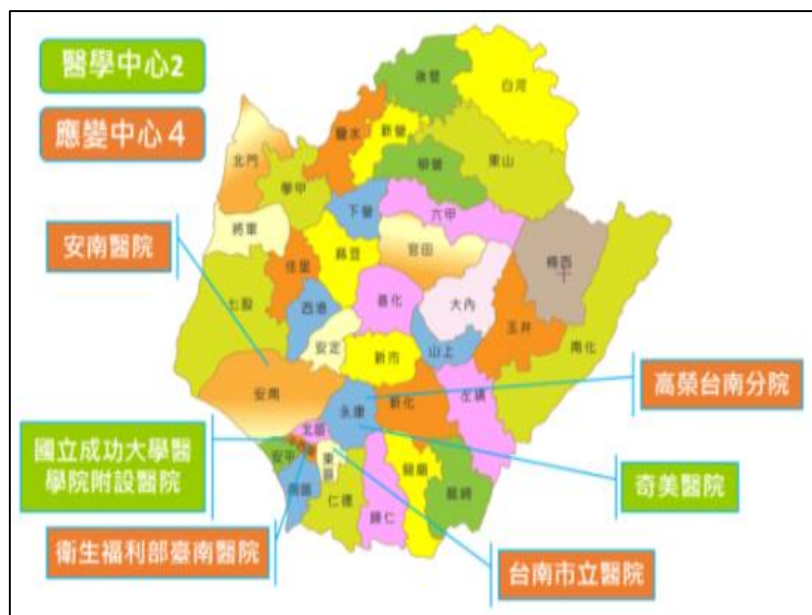 醫學中心2
應變中心4
後壁
白河
鹽水
新營
東山
柳營
北門
學甲
下營
六甲
將軍
安南醫院
麻豆
官田
佳里
楠西
七股
西港
善化
大內
玉井
安定
新市
山上
南化
安南
永康
新化
左鎮
高榮台南分院
北區
國立成功大學醫
學院附設醫院
安平
東區
南區
關廟
龍崎
奇美醫院
仁德
歸仁
衛生福利部臺南醫院
台南市立醫院